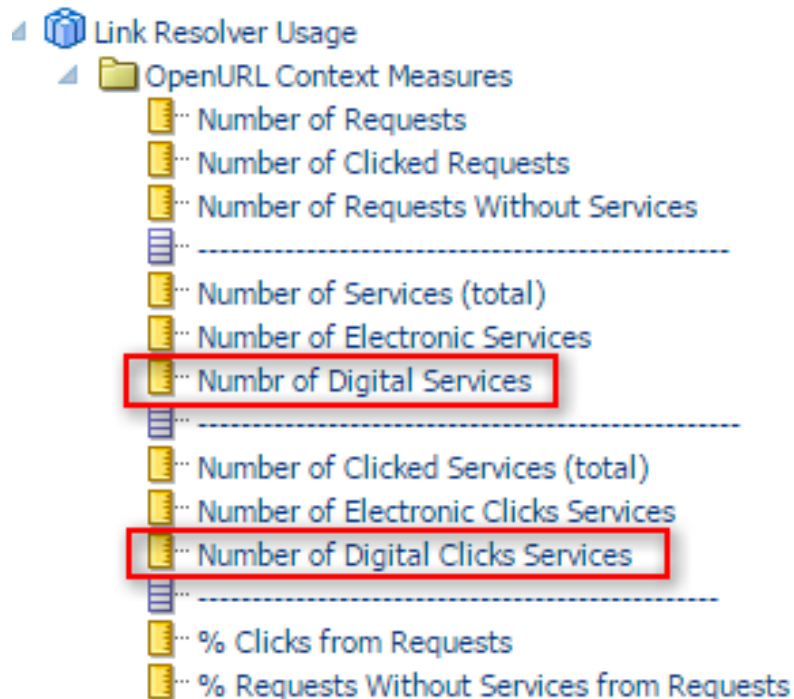 Link Resolver Usage
OpenURL Context Measures
Number of Requests
Number of Clicked Requests
Number of Requests Without Services
-------------------------------------------------
Number of Services (total)
Number of Electronic Services
Numbr of Digital Services
--------------------------------------------------
Number of Clicked Services (total)
Number of Electronic Clicks Services
Number of Digital Clicks Services
------------------------------------------------
% Clicks from Requests
% Requests Without Services from Requests